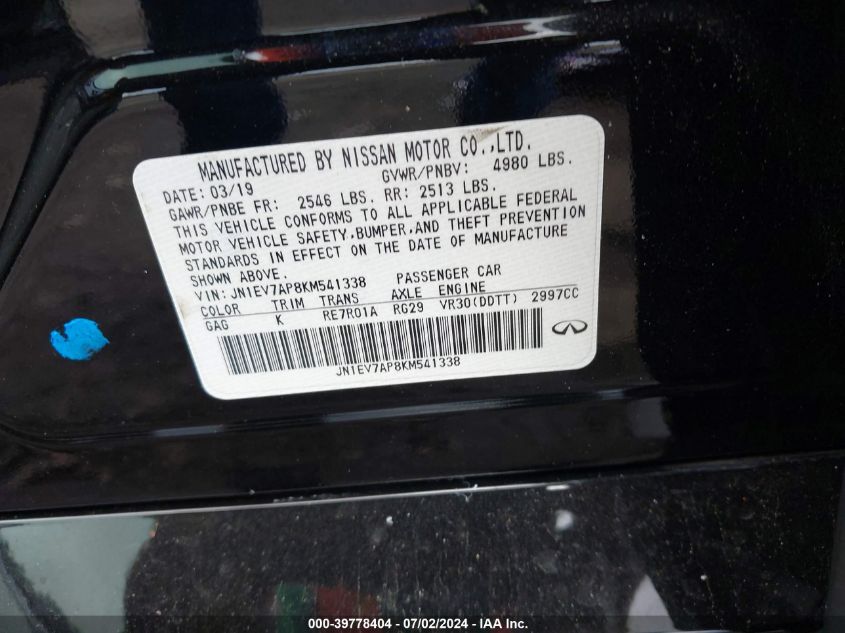 MANUFACTURED BY NISSAN MOTOR CO.,LTD.
DATE: 03/19 GVWR/PNBV: 4980 LBS.
GAWR/PNBE FR: 2546 LBS. RR: 2513 LBS.
THIS VEHICLE CONFORMS TO ALL APPLICABLE FEDERAL
MOTOR VEHICLE SAFETY,BUMPER,AND THEFT PREVENTION
STANDARDS IN EFFECT ON THE DATE OF MANUFACTURE
SHOWN ABOVE.
VIN: JN1EV7AP8KM541338 PASSENGER CAR
COLOR TRIM TRANS AXLE ENGINE
GAG K RE7R01A RG29 VR30(DDTT) 2997CC
JN1EV7AP8KM541338
000-39778404 - 07/02/2024 - IAA Inc.